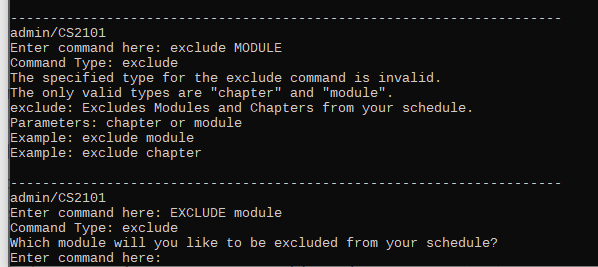 ------------------------------------------------------------------------
admin/CS2101
Enter command here: exclude MODULE
Command Type: exclude
The specified type for the exclude command is invalid.
The only valid types are "chapter" and "module".
exclude: Excludes Modules and Chapters from your schedule.
Parameters: chapter or module
Example: exclude module
Example: exclude chapter
------------------------------------------------------------------------
admin/CS2101
Enter command here: EXCLUDE module
Command Type: exclude
Which module will you like to be excluded from your schedule?
Enter command here: